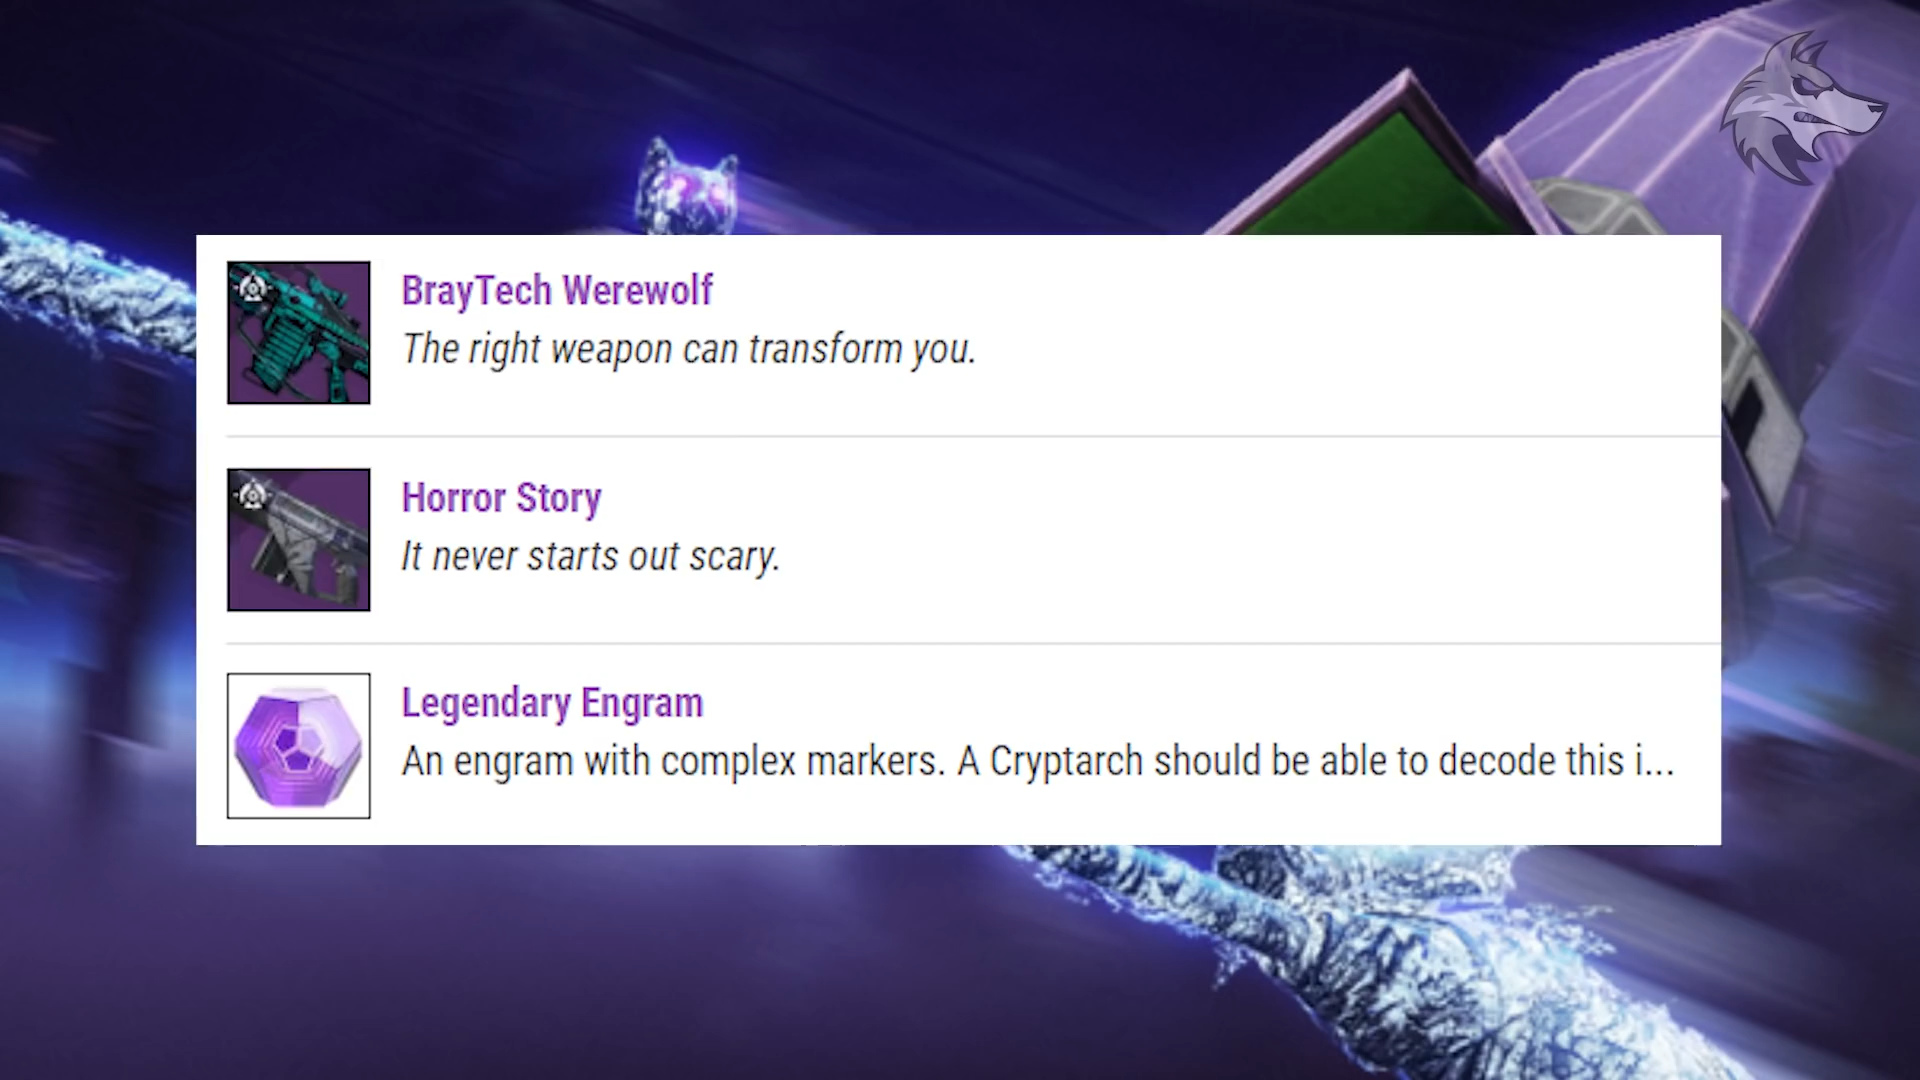 BrayTech Werewolf
The right weapon can transform you.
Horror Story
It never starts out scary.
Legendary Engram
An engram with complex markers. A Cryptarch should be able to decode this i...